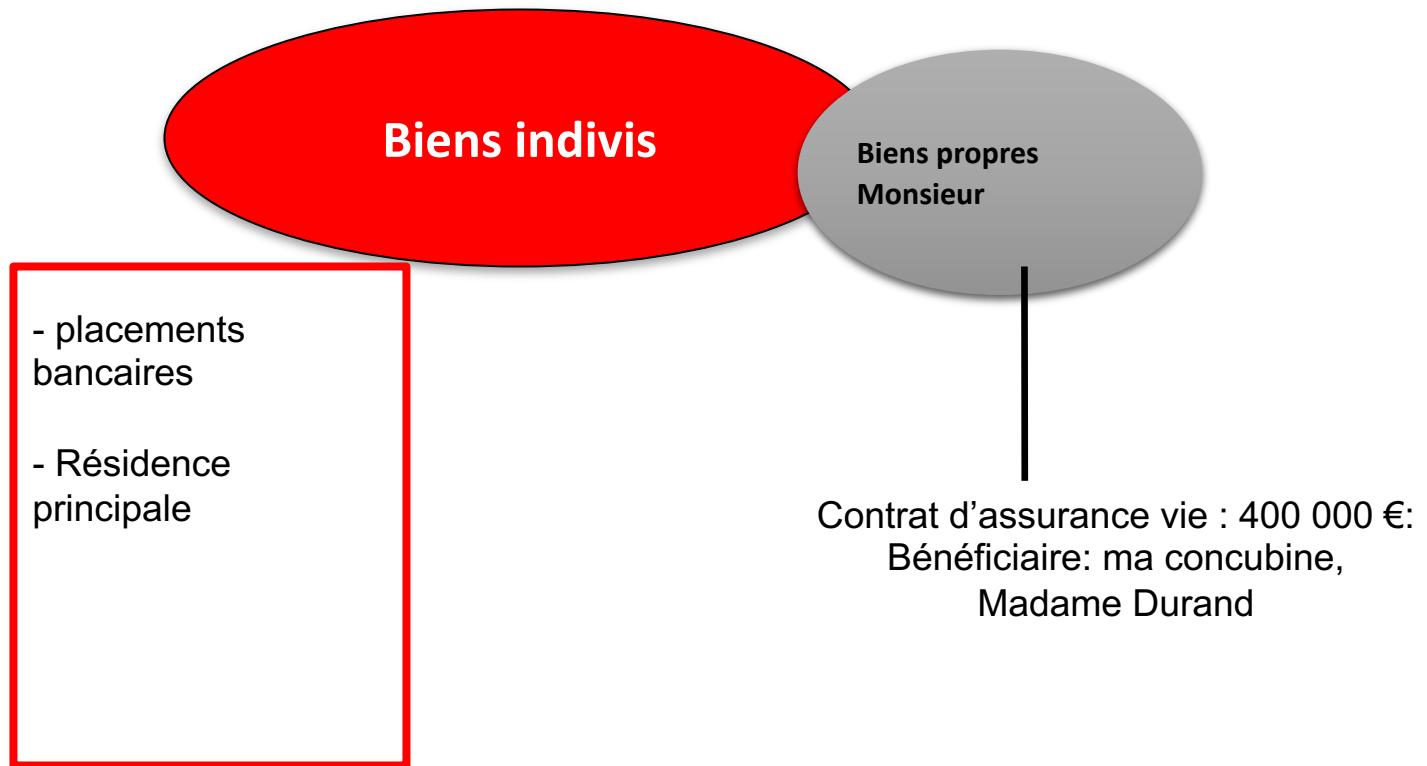 Biens indivis
Biens propres
Monsieur
- placements
bancaires
- Résidence
principale
Contrat d’assurance vie : 400 000 €:
Bénéficiaire: ma concubine,
Madame Durand